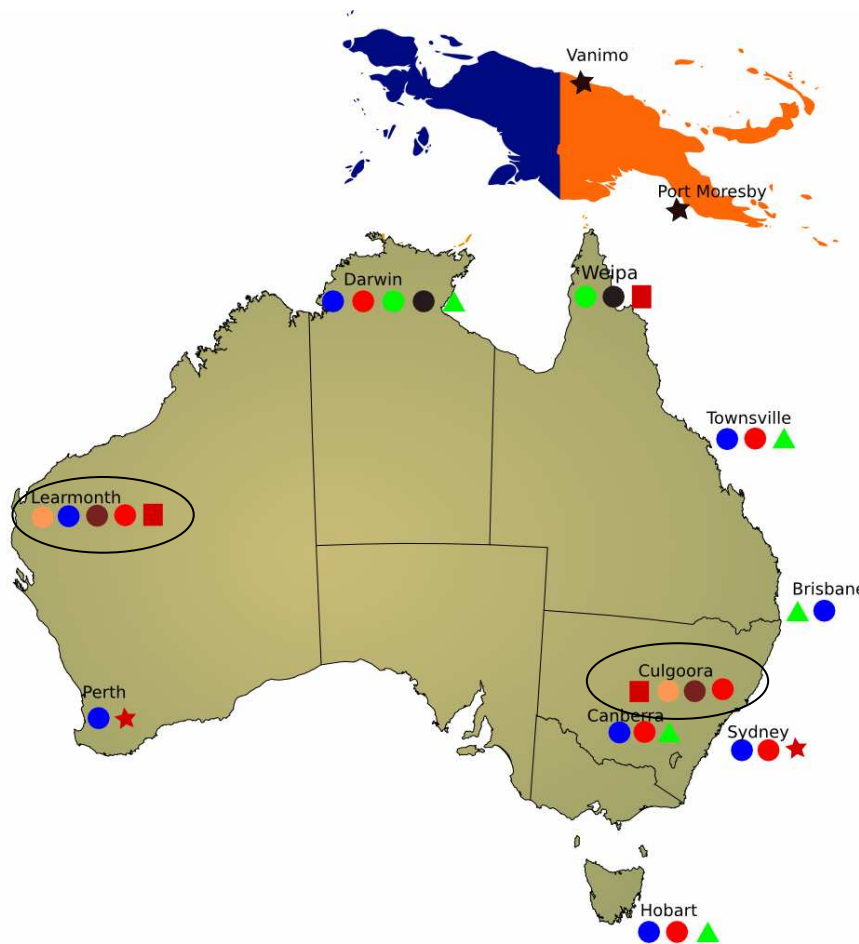 Vanimo
Port Moresby
Darwin
Weipa
Townsville
Learmonth
Brisbane
Culgoora
Perth
Canberra
Sydney
Hobart